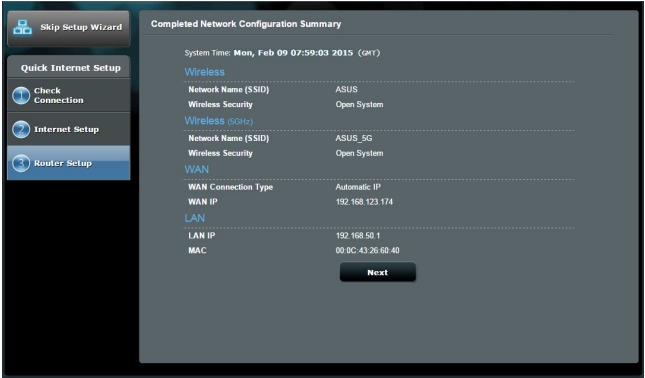 Skip Setup Wizard
Quick Internet Setup
1 Check
Connection
2 Internet Setup
3 Router Setup
Completed Network Configuration Summary
System Time: Mon, Feb 09 07:59:03 2015 (GMT)
Wireless
Network Name (SSID) ASUS
Wireless Security Open System
Wireless (5GHz)
Network Name (SSID) ASUS_5G
Wireless Security Open System
WAN
WAN Connection Type Automatic IP
WAN IP 192.168.123.174
LAN
LAN IP 192.168.50.1
MAC 00:0C:43:26:60:40
Next